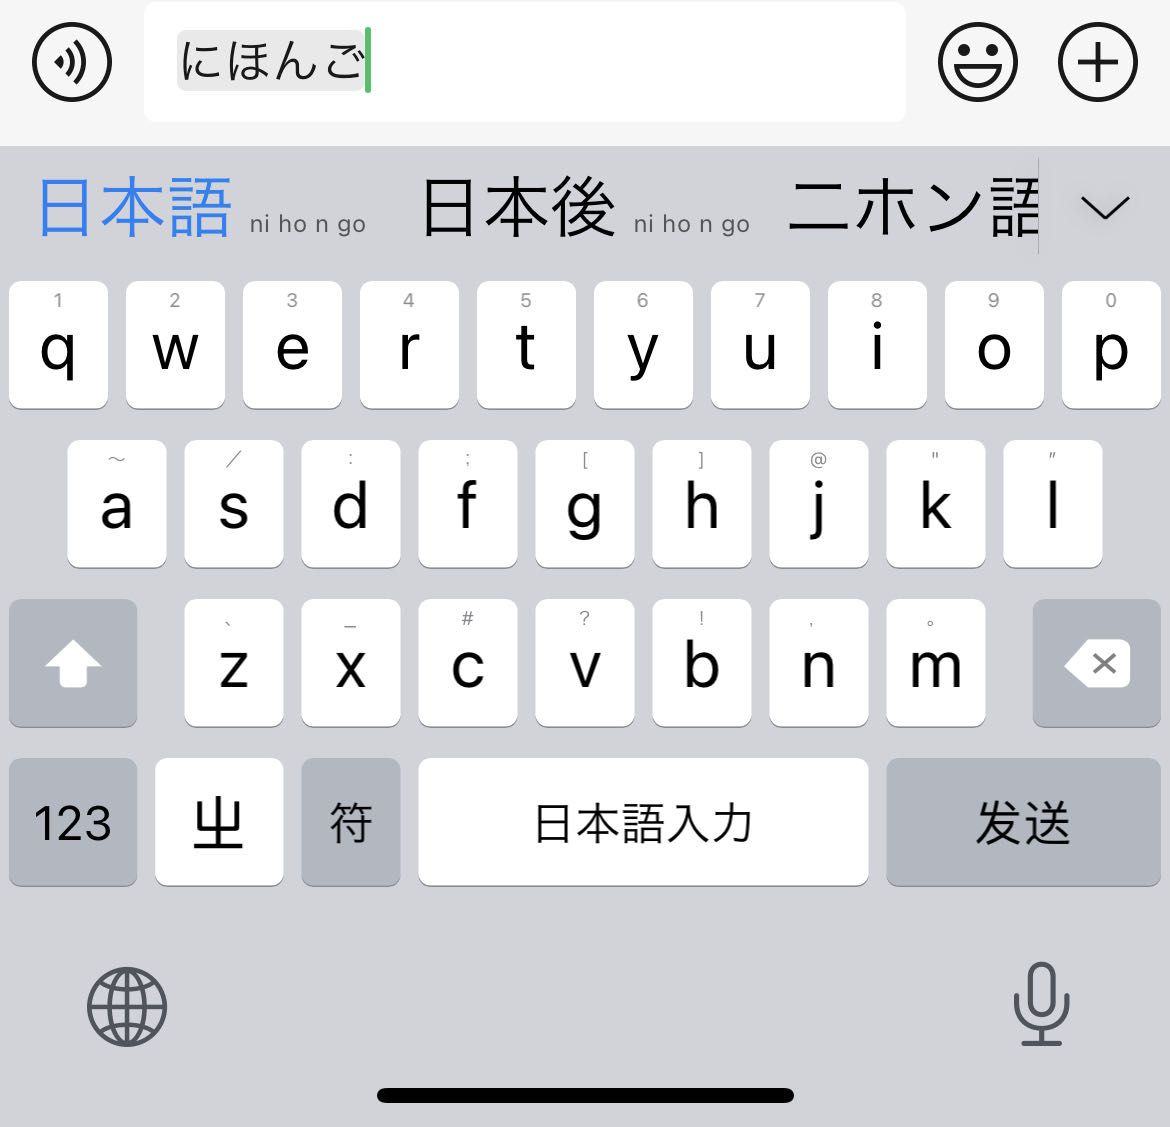 にほんご
日本語 ni ho n go 日本後 ni ho n go ニホン語
1 2 3 4 5 6 7 8 9 0
q w e r t y u i o p
～ ／ : ; [ ] @ " ″
a s d f g h j k l
、 _ # ? ! , 。
z x c v b n m
123 符 日本語入力 发送